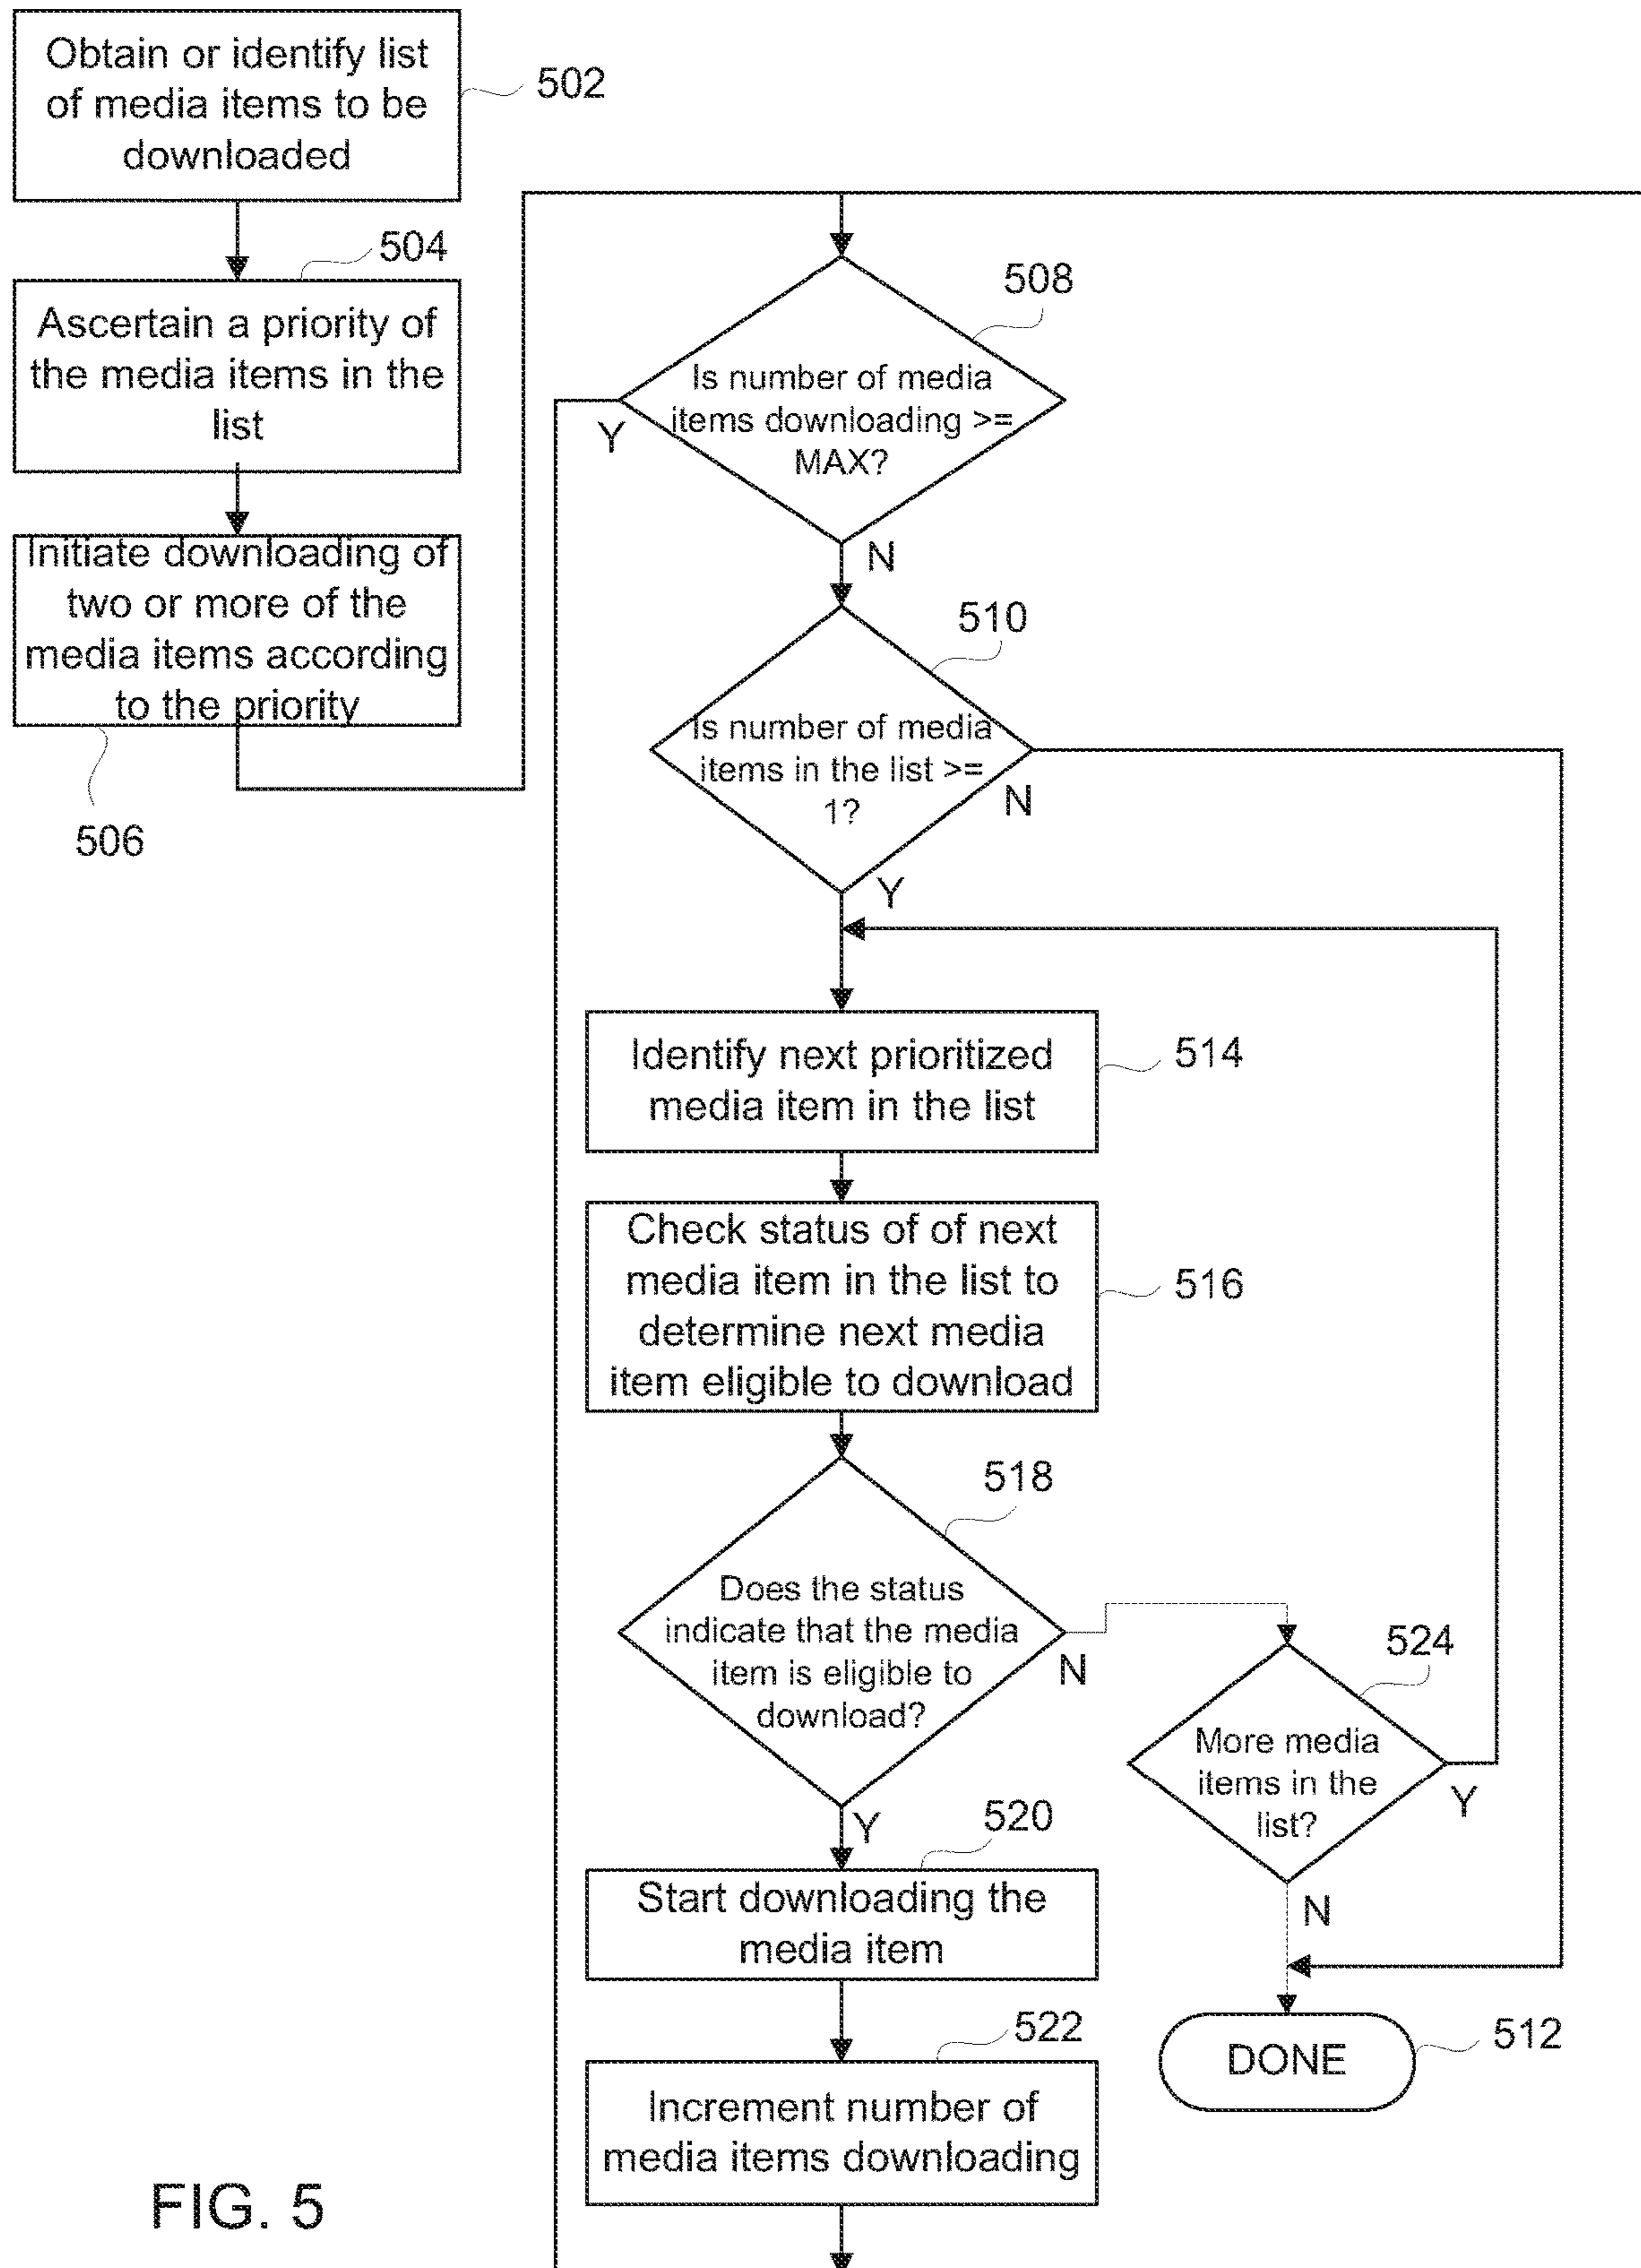 Obtain or identify list
of media items to be
downloaded
502
504
Ascertain a priority of
the media items in the
list
Initiate downloading of
two or more of the
media items according
to the priority
506
508
Is number of media
items downloading >=
MAX?
Y
N
510
Is number of media
items in the list >=
1?
N
Y
Identify next prioritized
media item in the list
514
Check status of of next
media item in the list to
determine next media
item eligible to download
516
518
Does the status
indicate that the media
item is eligible to
download?
N
Y
524
More media
items in the
list?
Y
N
520
Start downloading the
media item
522
Increment number of
media items downloading
DONE
512
FIG. 5